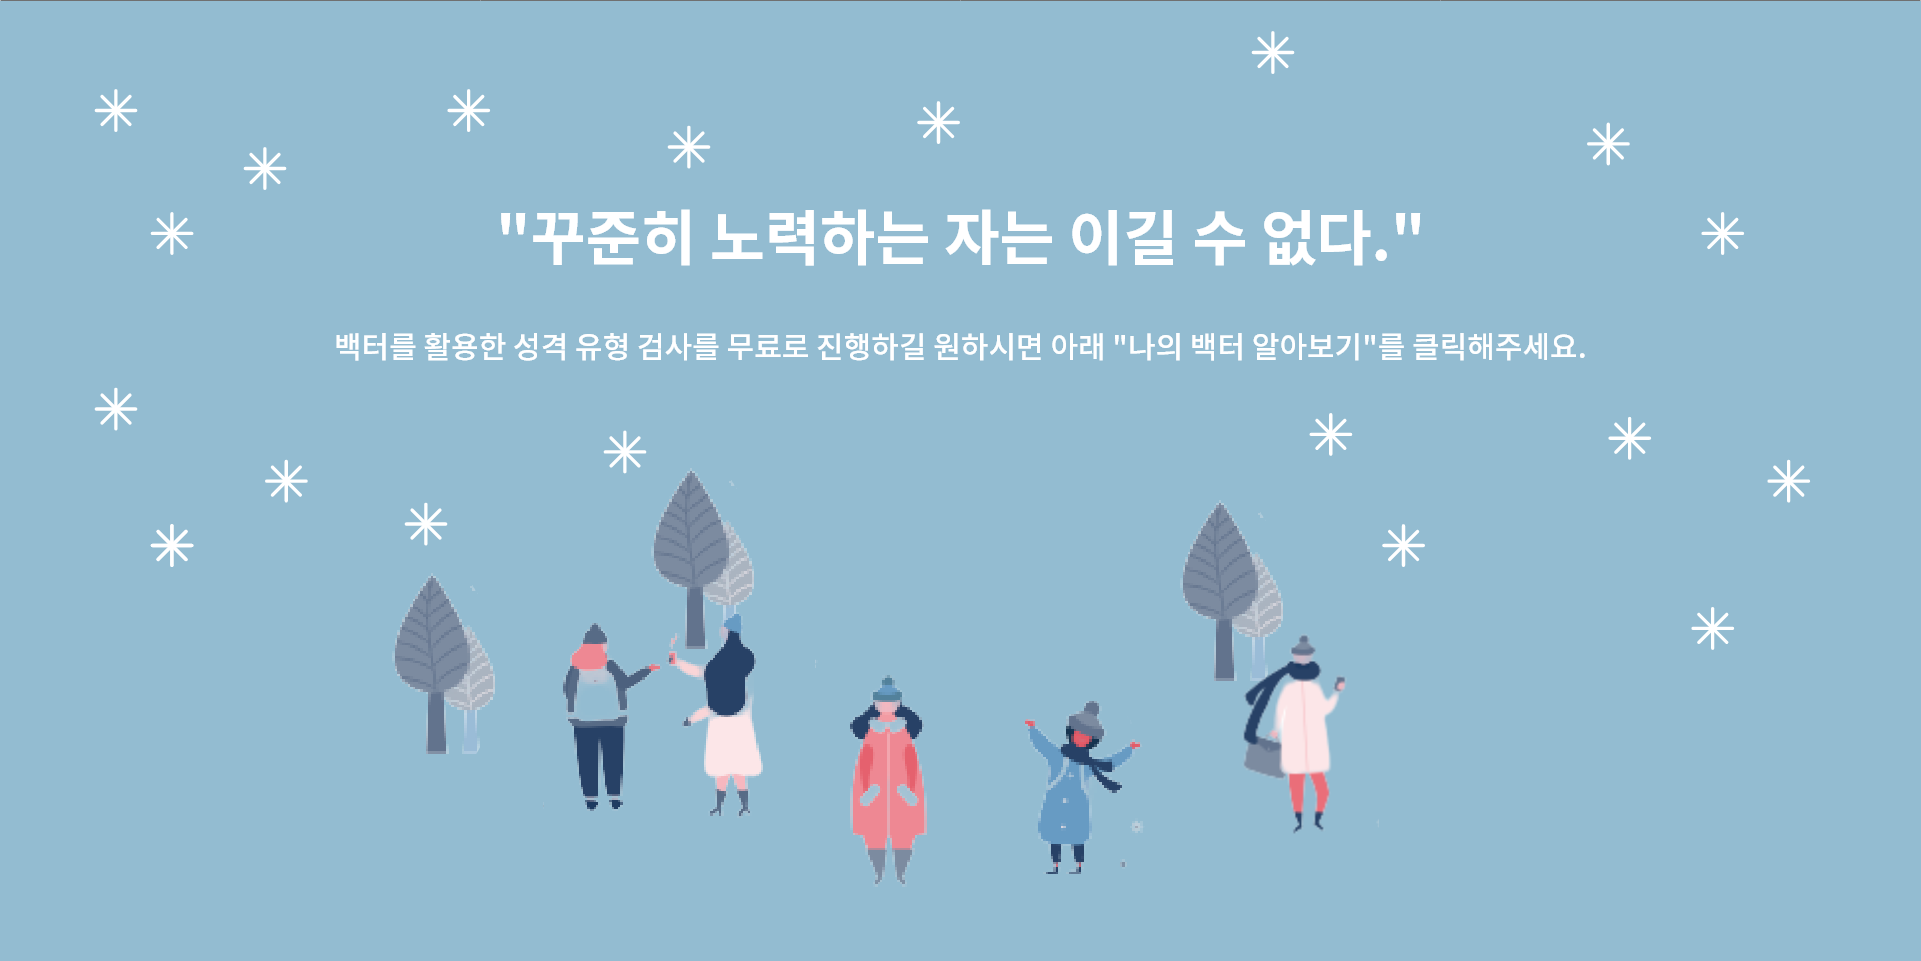 "꾸준히 노력하는 자는 이길 수 없다."
백터를 활용한 성격 유형 검사를 무료로 진행하길 원하시면 아래 "나의 백터 알아보기"를 클릭해주세요.